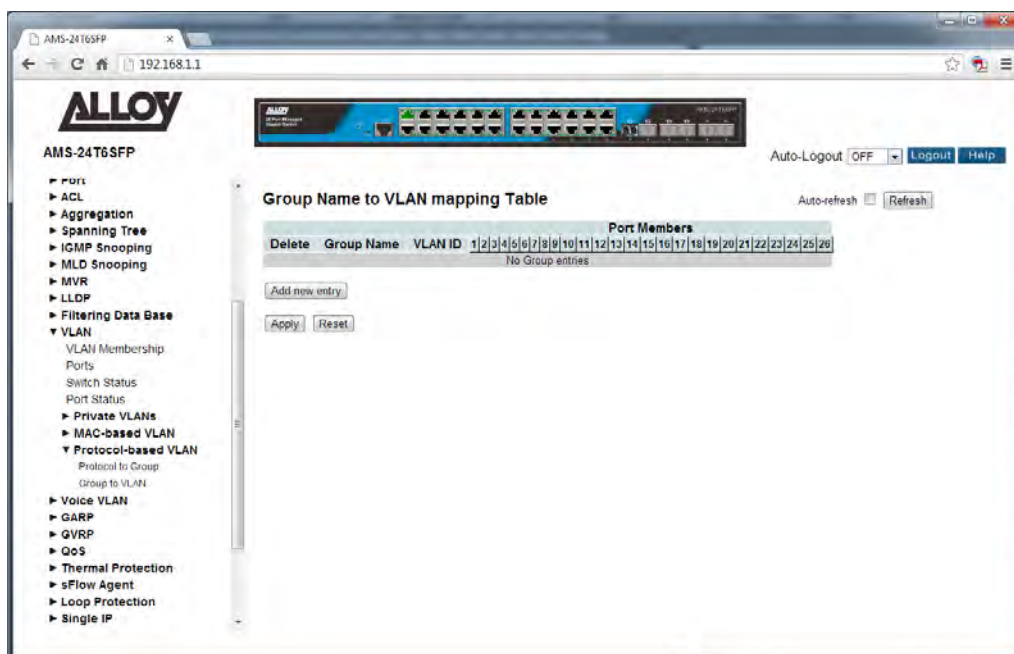 AMS-24T6SFP
192.168.1.1
ALLOY
AMS-24T6SFP
ALLOY
Auto-Logout OFF Logout Help
Port
ACL
Aggregation
Spanning Tree
IGMP Snooping
MLD Snooping
MVR
LLDP
Filtering Data Base
VLAN
VLAN Membership
Ports
Switch Status
Port Status
Private VLANs
MAC-based VLAN
Protocol-based VLAN
Protocol to Group
Group to VLAN
Voice VLAN
GARP
GVRP
QoS
Thermal Protection
sFlow Agent
Loop Protection
Single IP
Group Name to VLAN mapping Table
Auto-refresh Refresh
Port Members
Delete Group Name VLAN ID 1 2 3 4 5 6 7 8 9 10 11 12 13 14 15 16 17 18 19 20 21 22 23 24 25 26
No Group entries
Add new entry
Apply Reset